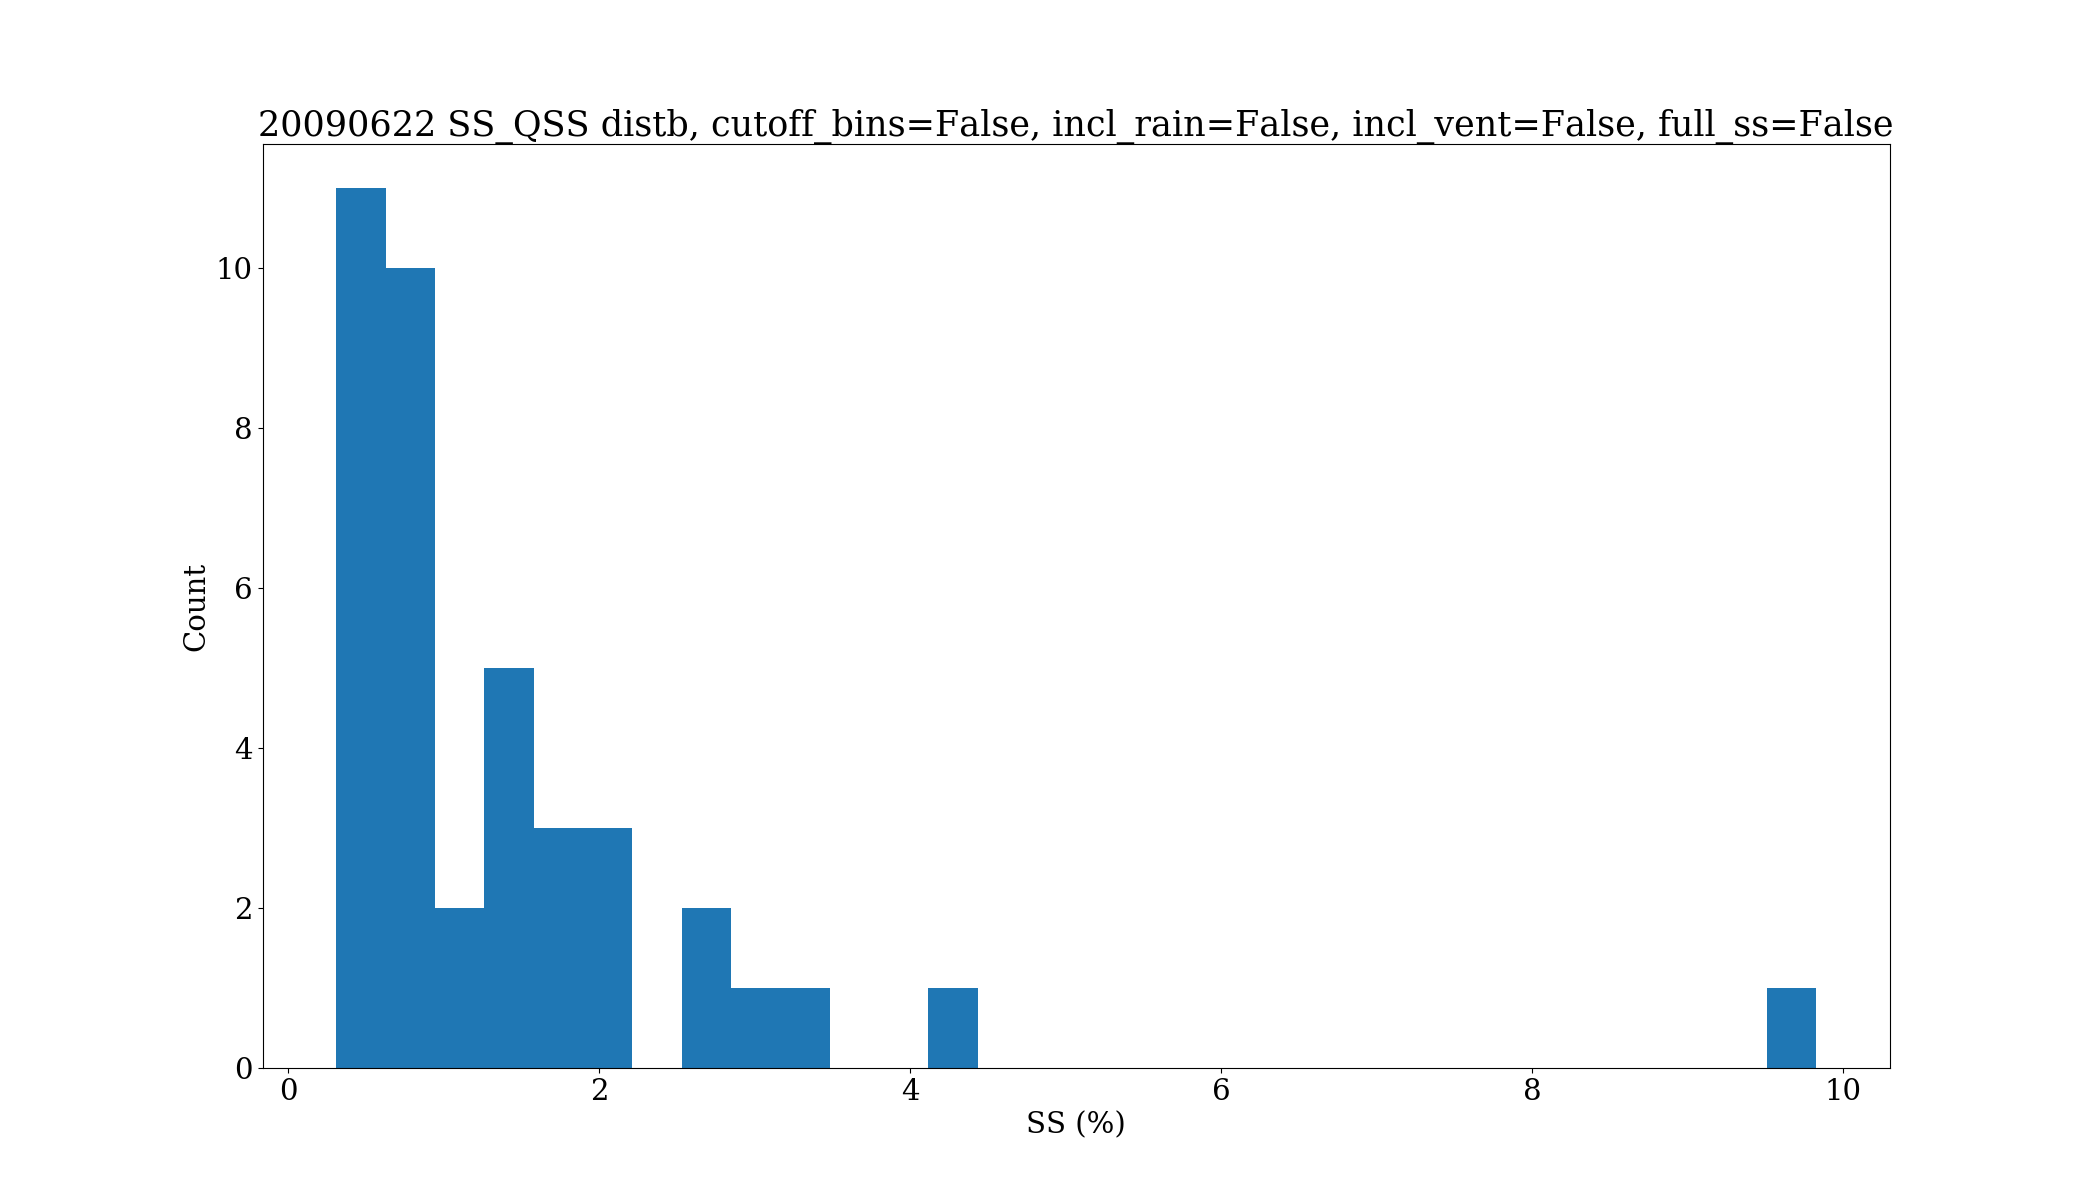 20090622 SS_QSS distb, cutoff_bins=False, incl_rain=False, incl_vent=False, full_ss=False
10
8
6
4
2
0
Count
0 2 4 6 8 10
SS (%)